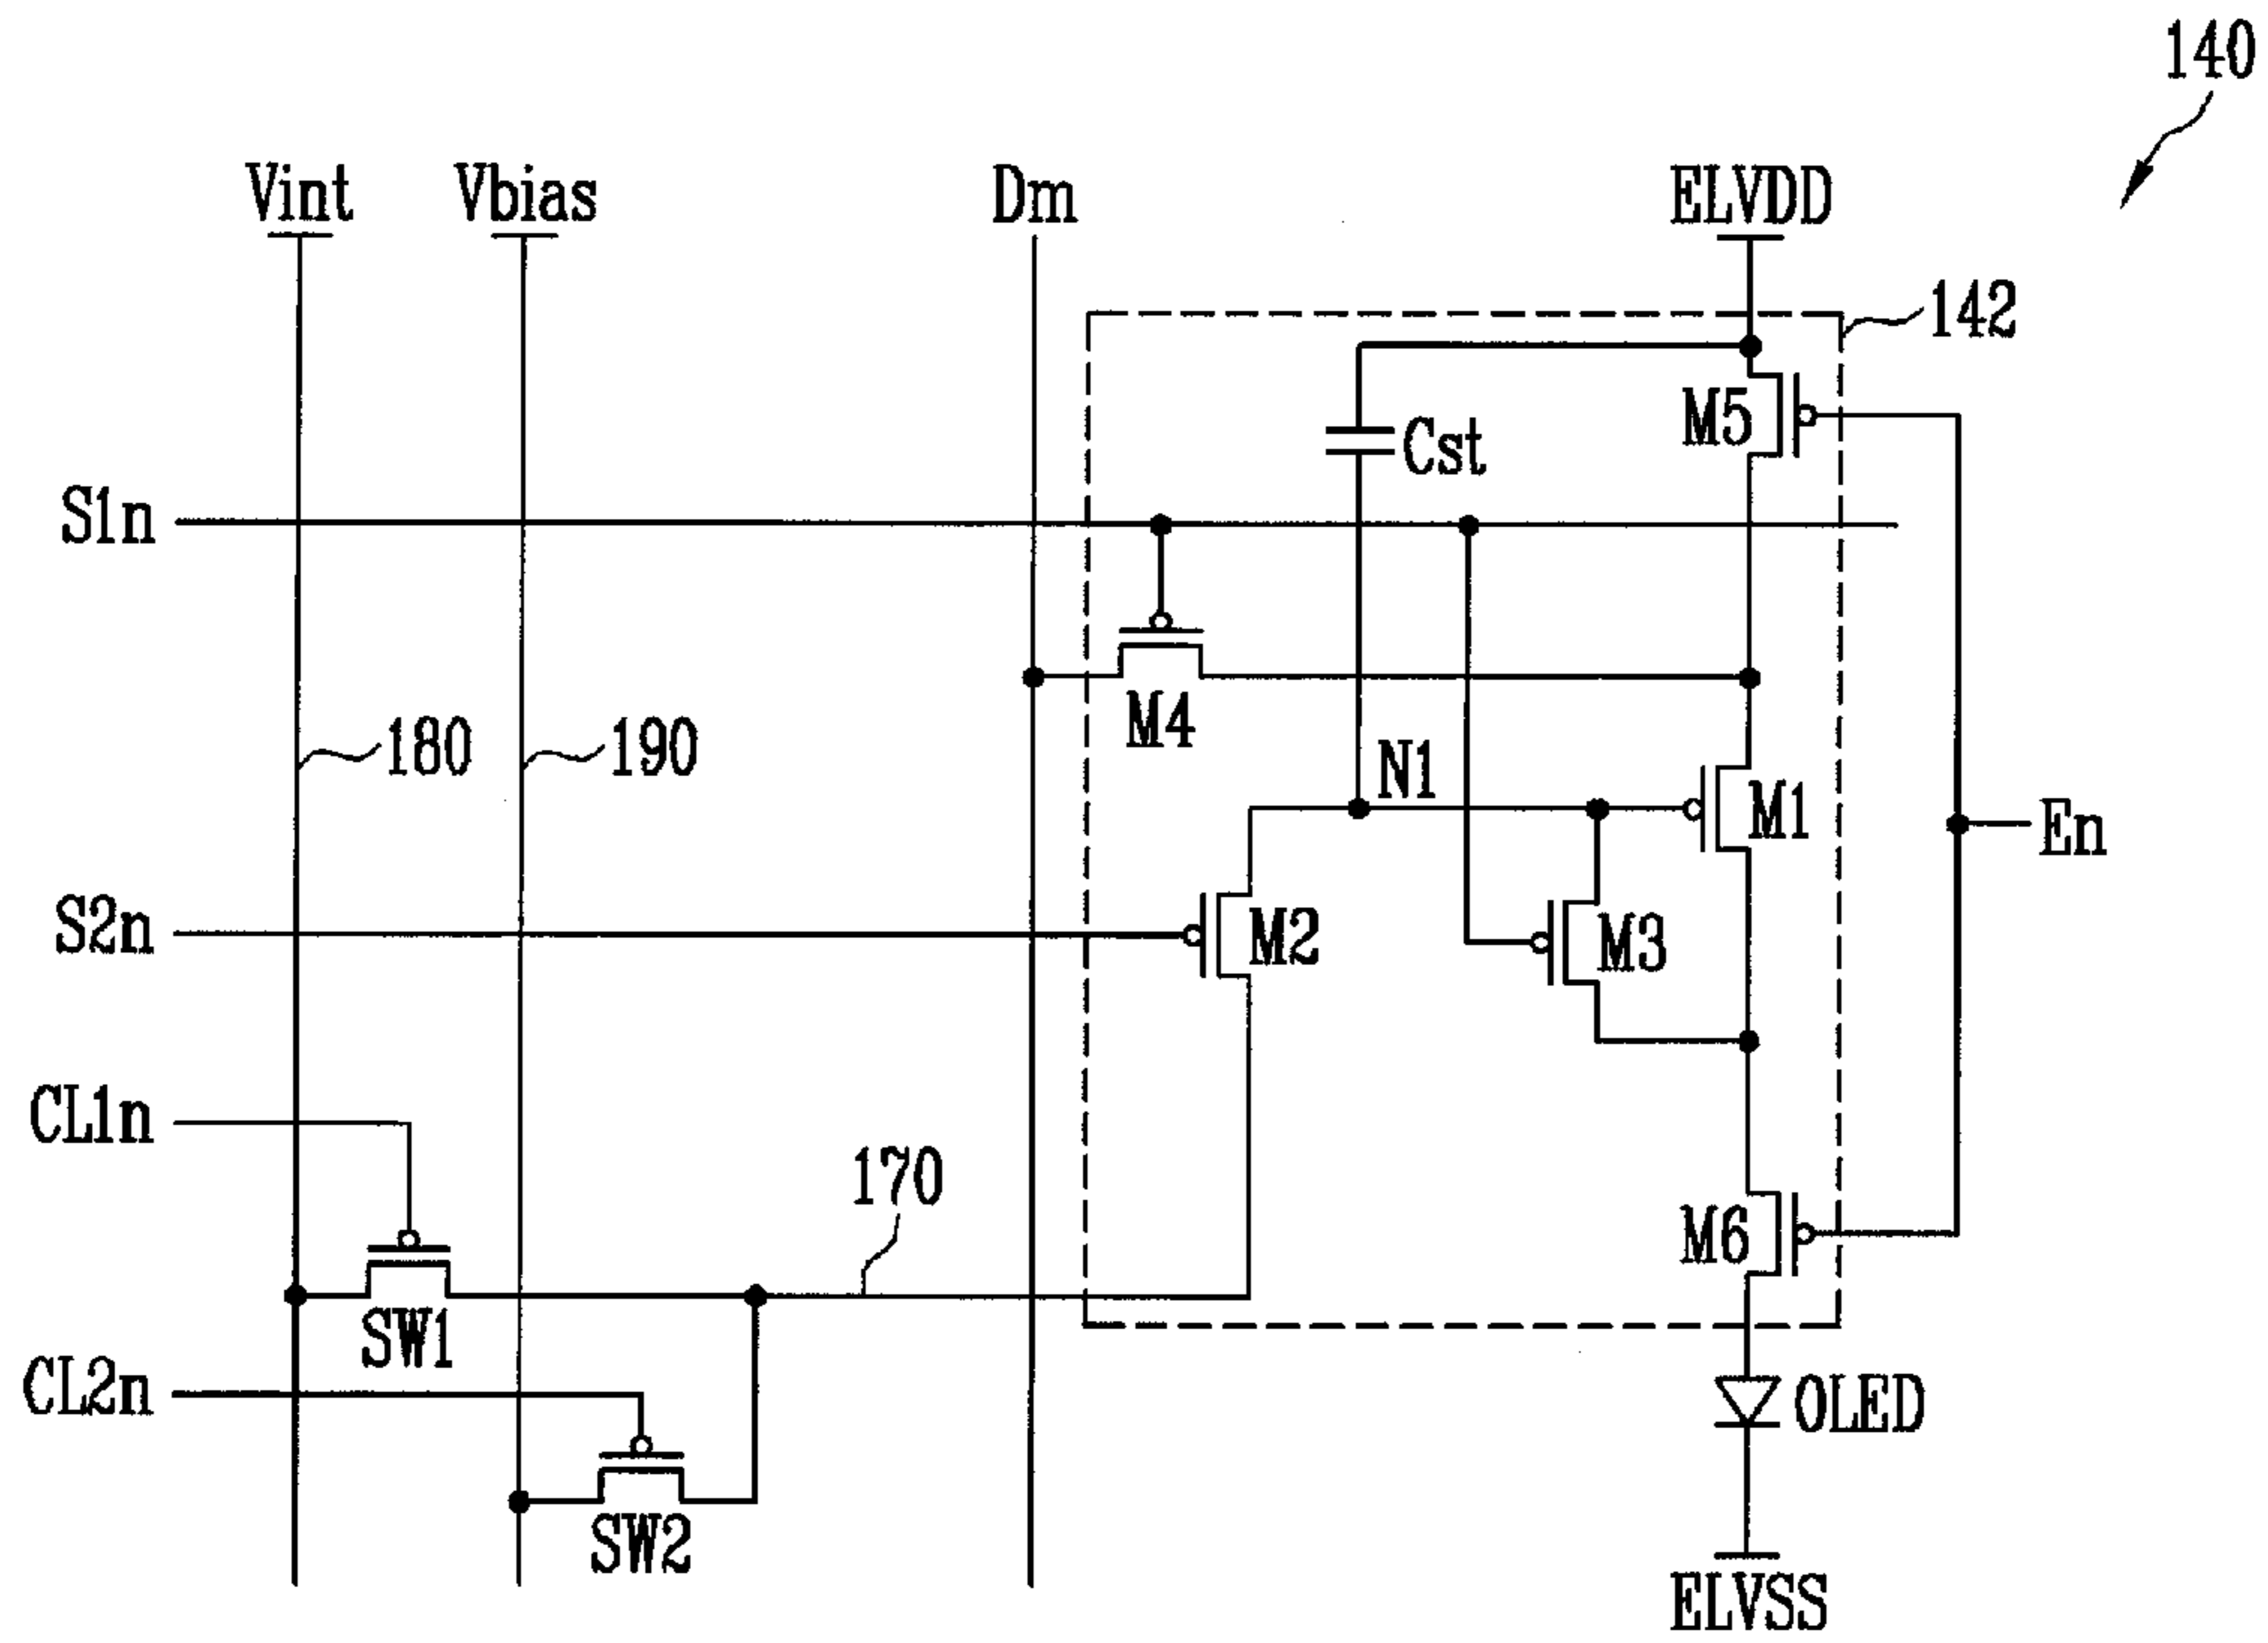 140
Vint
Vbias
Dm
ELVDD
142
M5
Cst
S1n
M4
180
190
N1
M1
En
S2n
M2
M3
CL1n
170
M6
SW1
CL2n
OLED
SW2
ELVSS